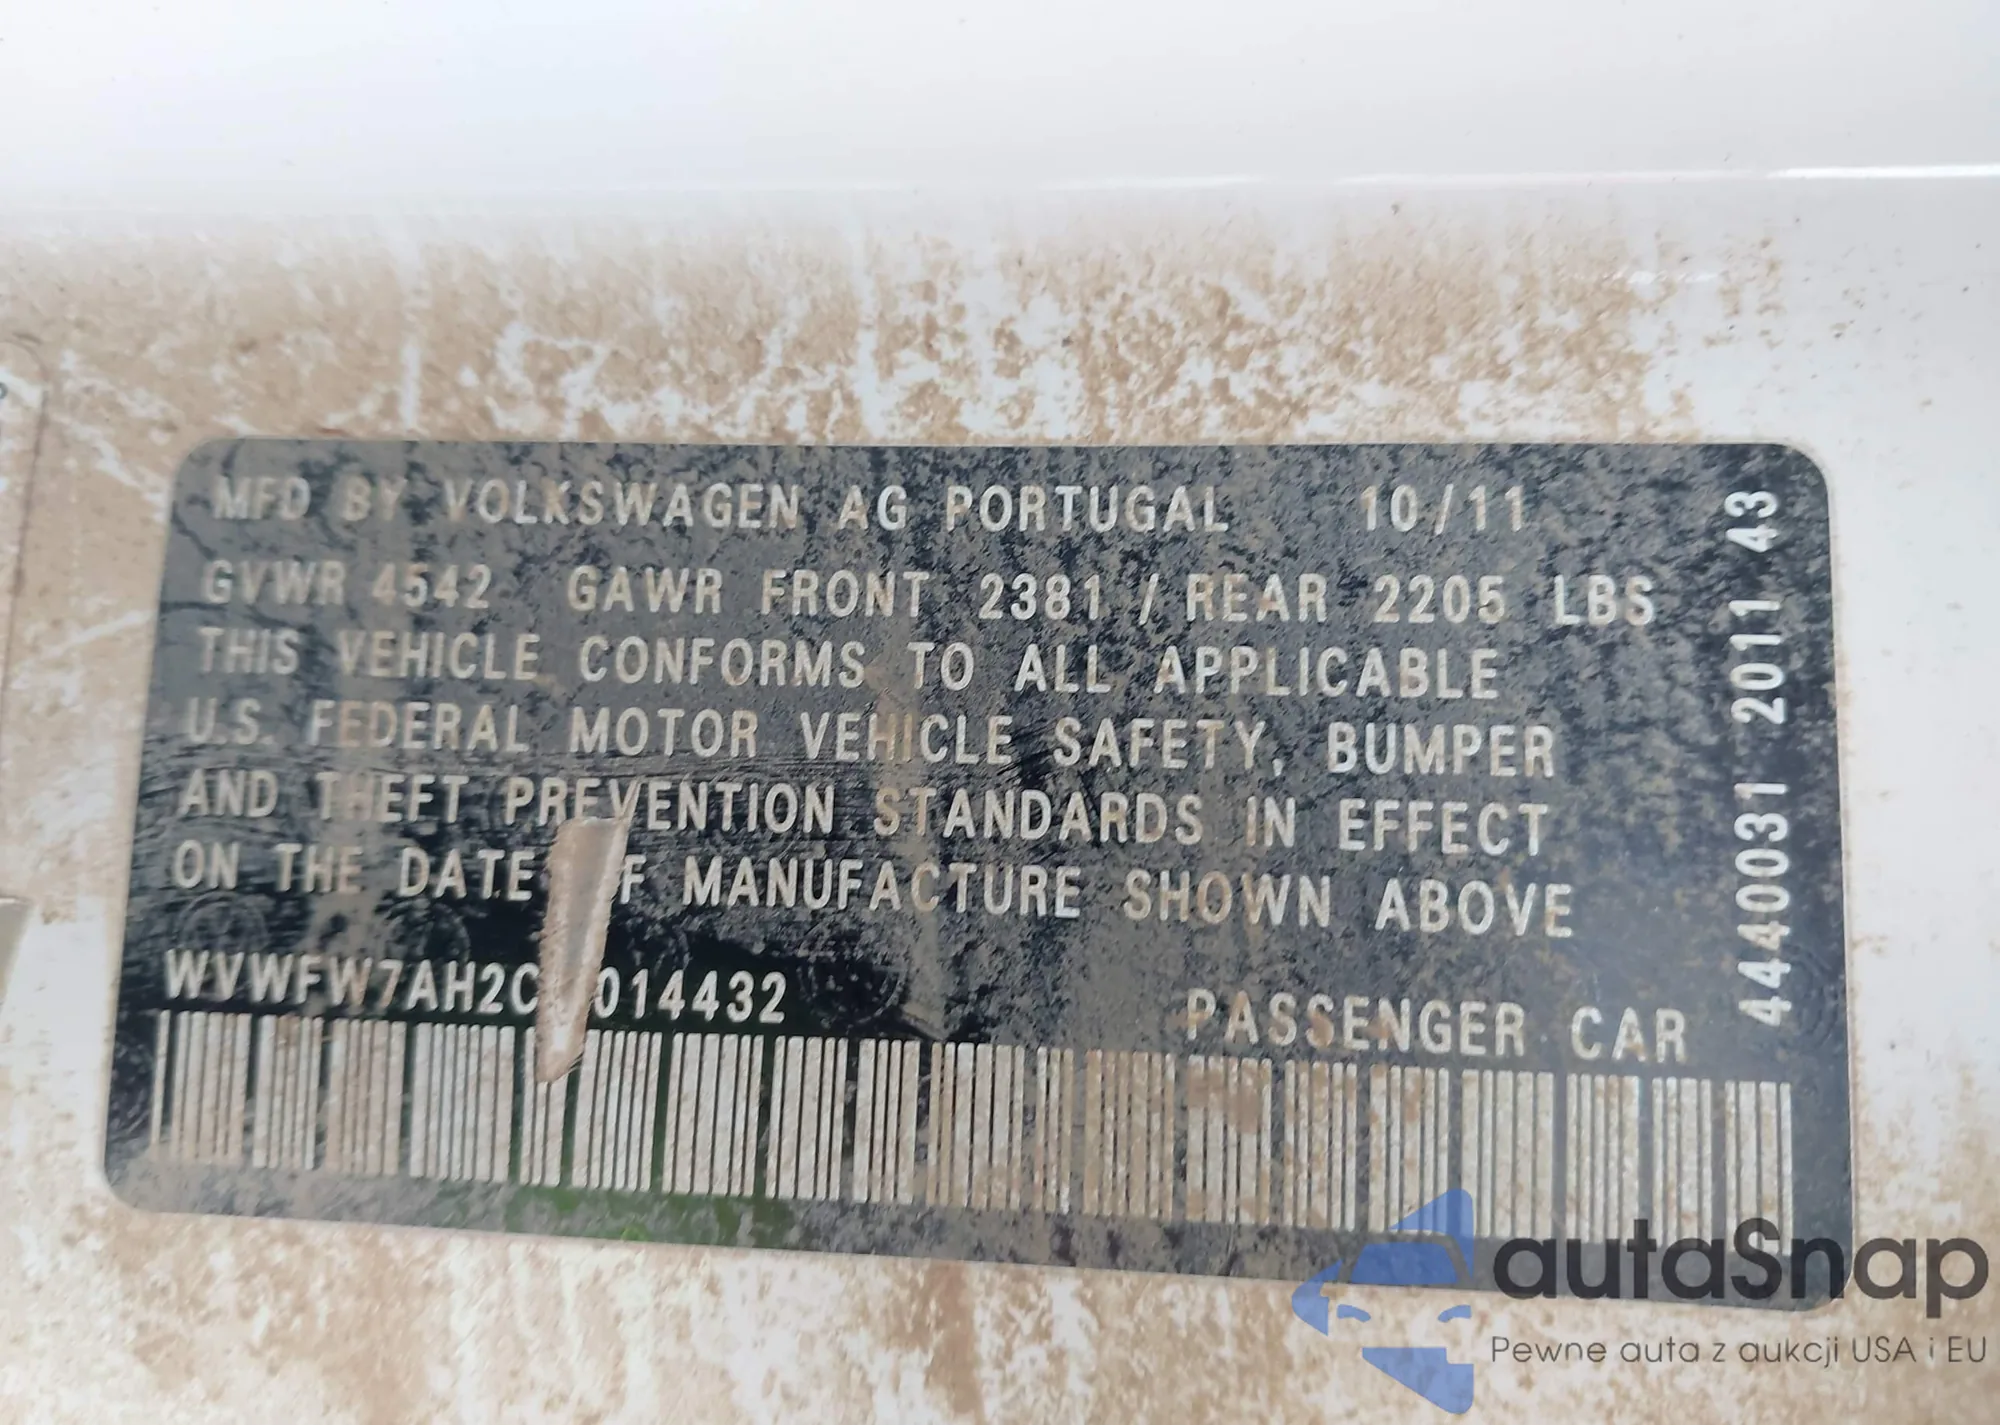 MFD BY VOLKSWAGEN AG PORTUGAL 10/11
GVWR 4542 GAWR FRONT 2381 / REAR 2205 LBS
THIS VEHICLE CONFORMS TO ALL APPLICABLE
U.S. FEDERAL MOTOR VEHICLE SAFETY, BUMPER
AND THEFT PREVENTION STANDARDS IN EFFECT
ON THE DATE OF MANUFACTURE SHOWN ABOVE
PASSENGER CAR
4440031 2011 43
autaSnap
Pewne auta z aukcji USA i EU